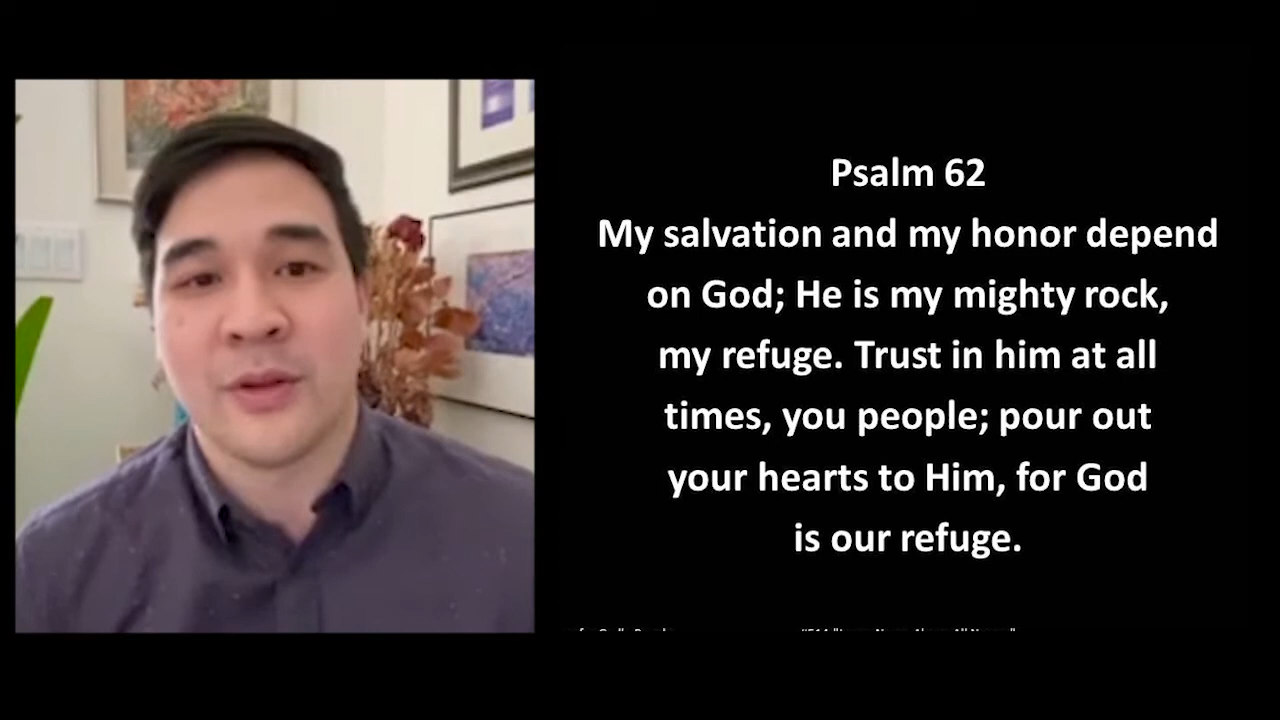 Psalm 62
My salvation and my honor depend
on God; He is my mighty rock,
my refuge. Trust in him at all
times, you people; pour out
your hearts to Him, for God
is our refuge.